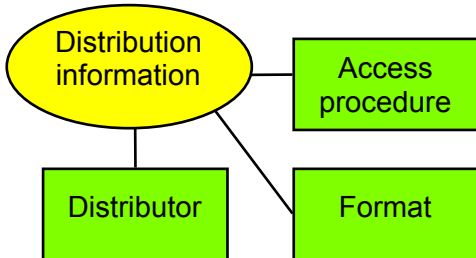 Distribution
information
Access
procedure
Distributor
Format